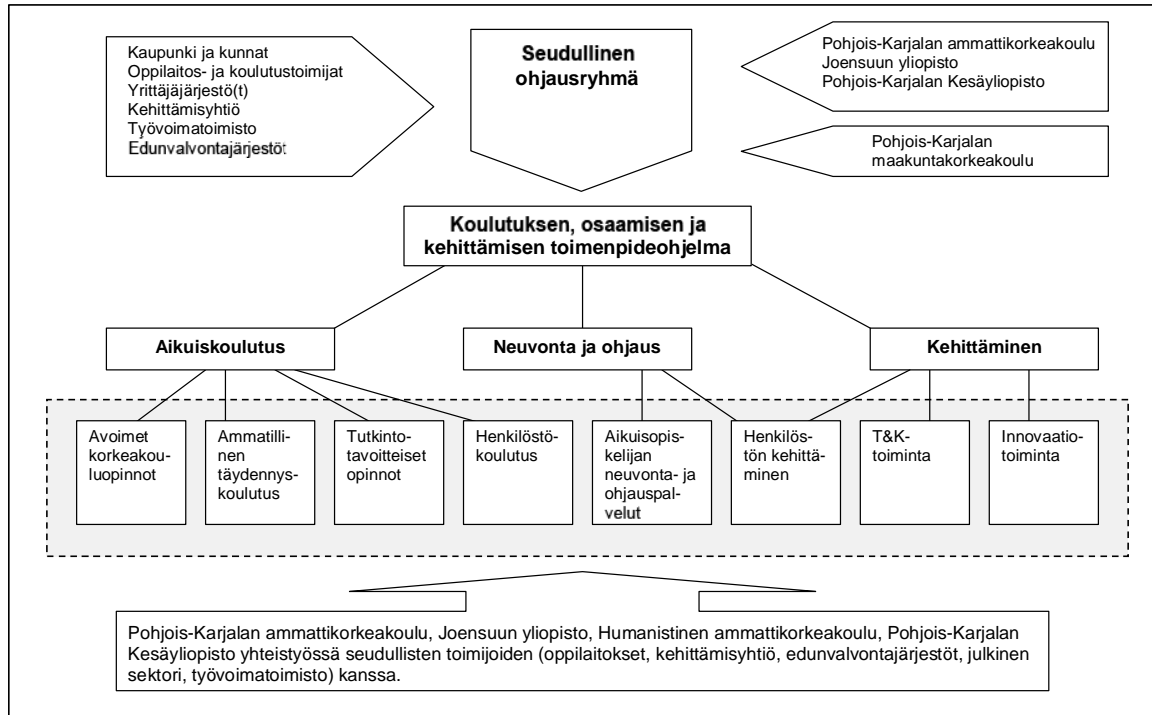 Kaupunki ja kunnat
Oppilaitos- ja koulutustoimijat
Yrittäjäjärjestö(t)
Kehittämisyhtiö
Työvoimatoimisto
Edunvalvontajärjestöt
Seudullinen
ohjausryhmä
Pohjois-Karjalan ammattikorkeakoulu
Joensuun yliopisto
Pohjois-Karjalan Kesäyliopisto
Pohjois-Karjalan
maakuntakorkeakoulu
Koulutuksen, osaamisen ja
kehittämisen toimenpideohjelma
Aikuiskoulutus
Neuvonta ja ohjaus
Kehittäminen
Avoimet
korkeakou-
luopinnot
Ammatilli-
nen
täydennys-
koulutus
Tutkinto-
tavoitteiset
opinnot
Henkilöstö-
koulutus
Aikuisopis-
kelijan
neuvonta- ja
ohjauspal-
velut
Henkilös-
tön kehittä-
minen
T&K-
toiminta
Innovaatio-
toiminta
Pohjois-Karjalan ammattikorkeakoulu, Joensuun yliopisto, Humanistinen ammattikorkeakoulu, Pohjois-Karjalan
Kesäyliopisto yhteistyössä seudullisten toimijoiden (oppilaitokset, kehittämisyhtiö, edunvalvontajärjestöt, julkinen
sektori, työvoimatoimisto) kanssa.